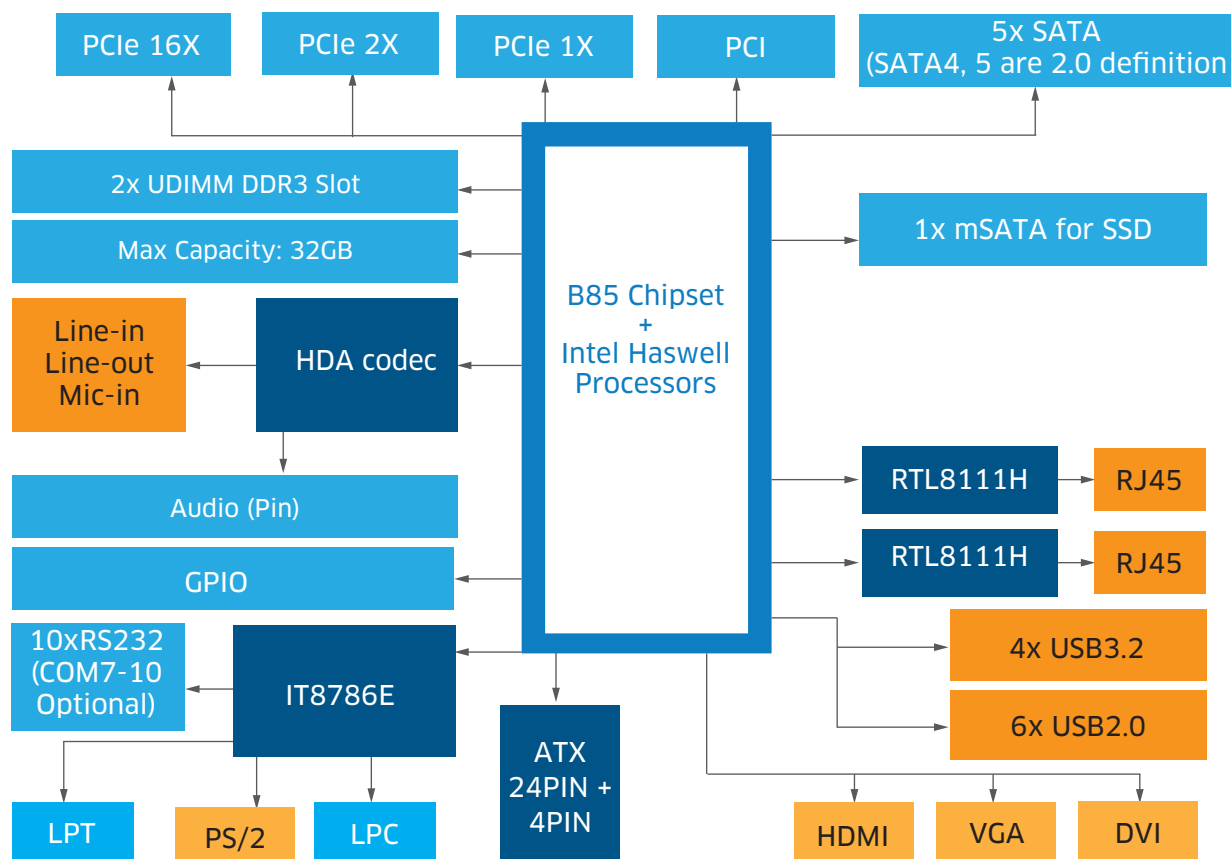 PCIe 16X
PCIe 2X
PCIe 1X
PCI
5x SATA
(SATA4, 5 are 2.0 definition
2x UDIMM DDR3 Slot
Max Capacity: 32GB
1x mSATA for SSD
B85 Chipset
+
Intel Haswell
Processors
Line-in
Line-out
Mic-in
HDA codec
Audio (Pin)
GPIO
RTL8111H
RJ45
RTL8111H
RJ45
10xRS232
(COM7-10
Optional)
IT8786E
4x USB3.2
6x USB2.0
ATX
24PIN +
4PIN
LPT
PS/2
LPC
HDMI
VGA
DVI